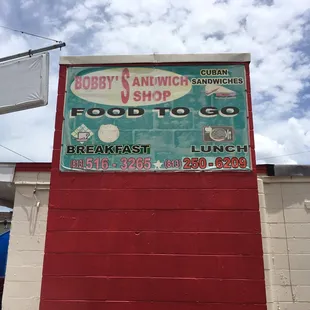 BOBBY'S SANDWICH SHOP
CUBAN SANDWICHES
FOOD TO GO
BREAKFAST LUNCH
516-3265 250-6209